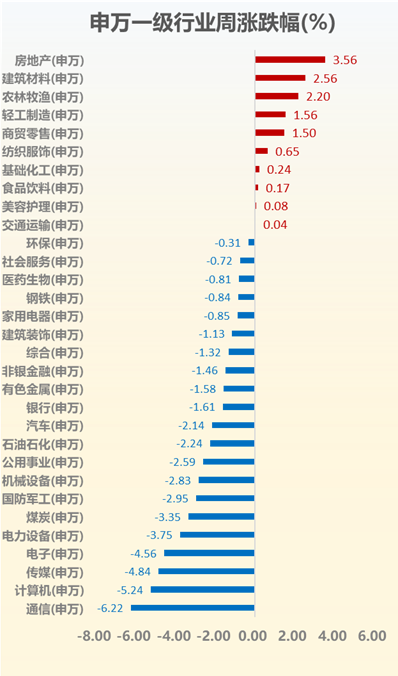 申万一级行业周涨跌幅(%)
房地产(申万) 3.56
建筑材料(申万) 2.56
农林牧渔(申万) 2.20
轻工制造(申万) 1.56
商贸零售(申万) 1.50
纺织服饰(申万) 0.65
基础化工(申万) 0.24
食品饮料(申万) 0.17
美容护理(申万) 0.08
交通运输(申万) 0.04
环保(申万) -0.31
社会服务(申万) -0.72
医药生物(申万) -0.81
钢铁(申万) -0.84
家用电器(申万) -0.85
建筑装饰(申万) -1.13
综合(申万) -1.32
非银金融(申万) -1.46
有色金属(申万) -1.58
银行(申万) -1.61
汽车(申万) -2.14
石油石化(申万) -2.24
公用事业(申万) -2.59
机械设备(申万) -2.83
国防军工(申万) -2.95
煤炭(申万) -3.35
电力设备(申万) -3.75
电子(申万) -4.56
传媒(申万) -4.84
计算机(申万) -5.24
通信(申万) -6.22
-8.00 -6.00 -4.00 -2.00 0.00 2.00 4.00 6.00